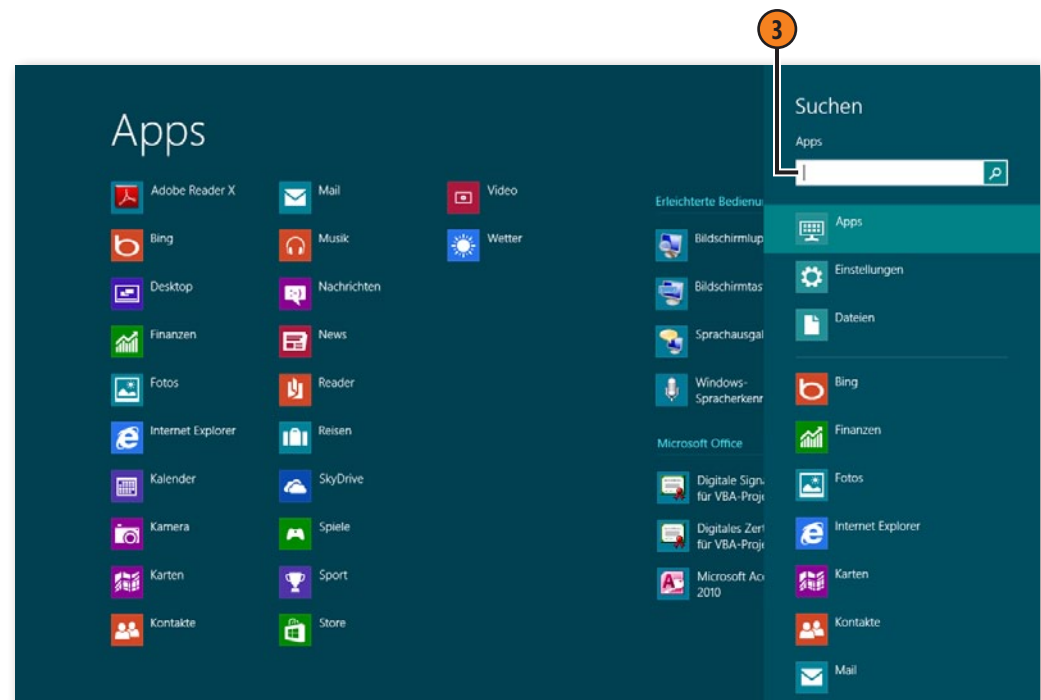 3
Apps
Adobe Reader X
Bing
Desktop
Finanzen
Fotos
Internet Explorer
Kalender
Kamera
Karten
Kontakte
Mail
Musik
Nachrichten
News
Reader
Reisen
SkyDrive
Spiele
Sport
Store
Video
Wetter
Erleichterte Bedienu
Bildschirmlup
Bildschirmtas
Sprachausgal
Windows-
Spracherkenr
Microsoft Office
Digitale Sign
für VBA-Proje
Digitales Zert
für VBA-Proje
Microsoft Acc
2010
Suchen
Apps
Apps
Einstellungen
Dateien
Bing
Finanzen
Fotos
Internet Explorer
Karten
Kontakte
Mail